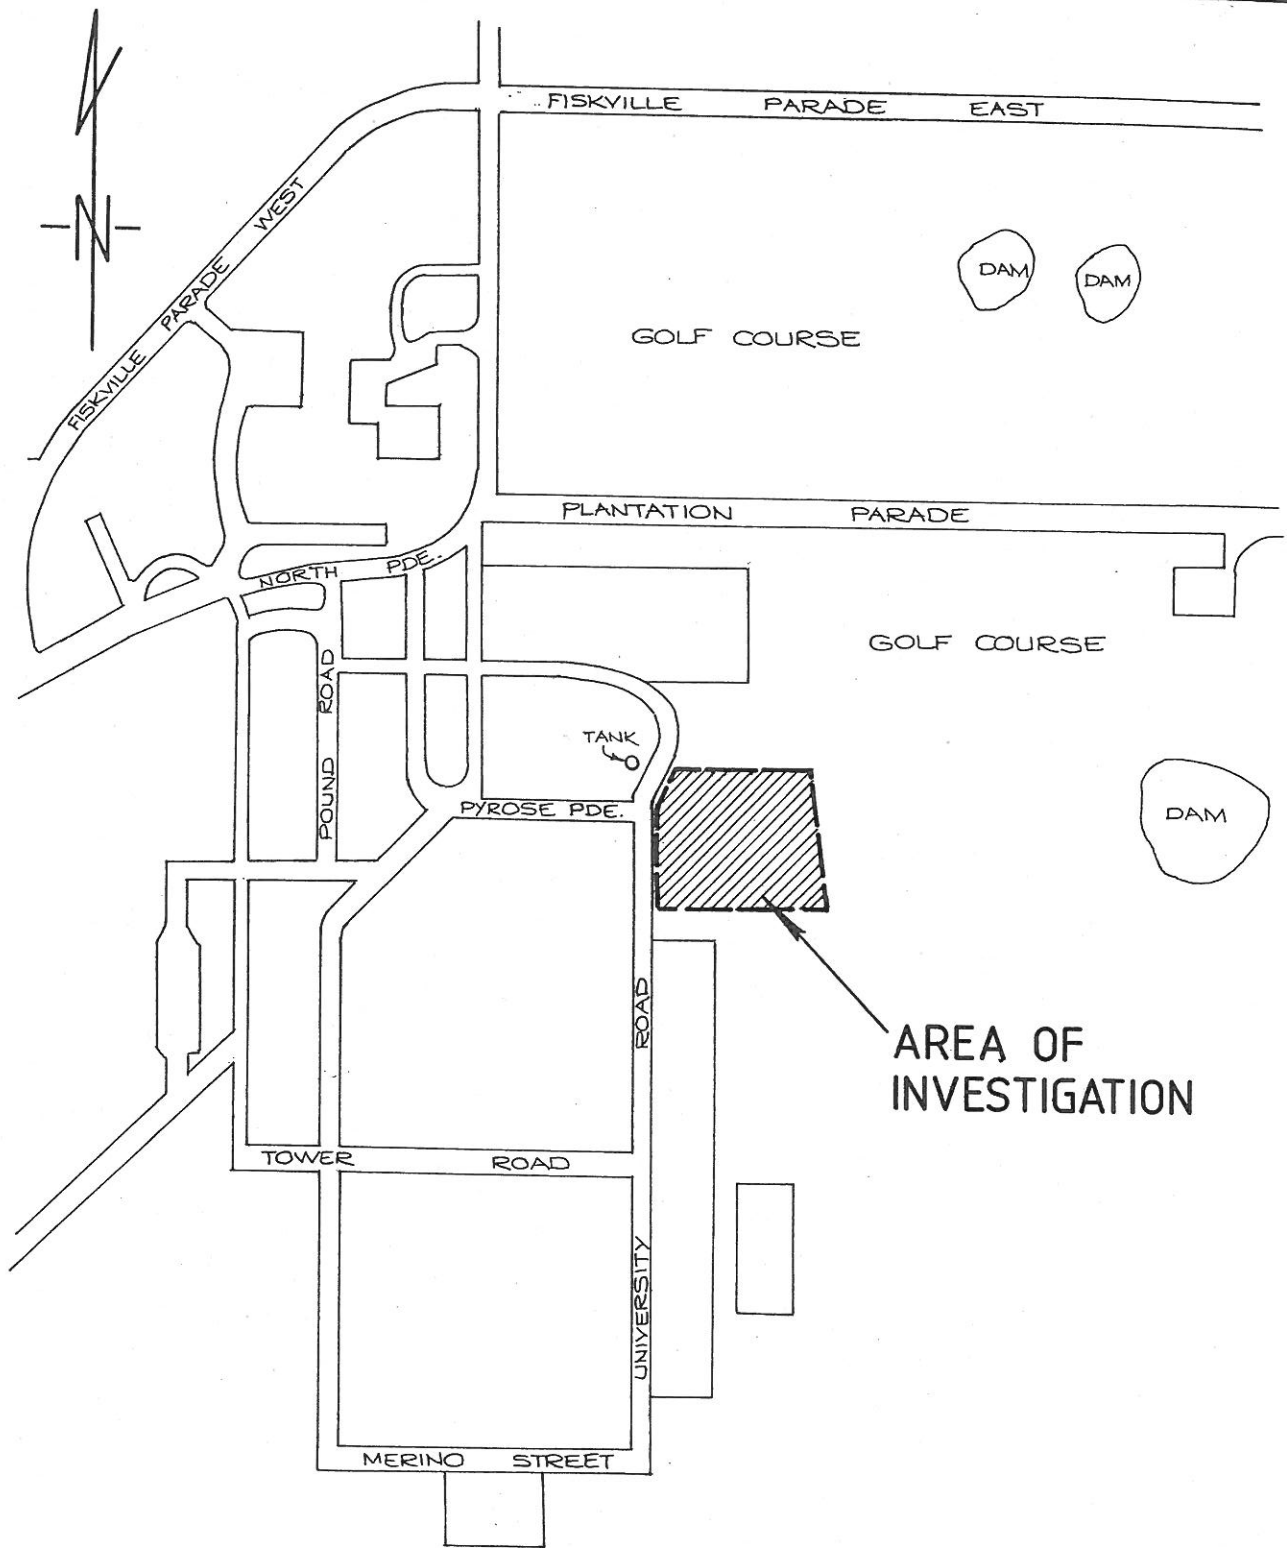 FISKVILLE PARADE EAST
N
FISKVILLE PARADE WEST
DAM
DAM
GOLF COURSE
PLANTATION PARADE
NORTH PDE.
GOLF COURSE
POUND ROAD
TANK
PYROSE PDE.
DAM
AREA OF
INVESTIGATION
TOWER ROAD
UNIVERSITY ROAD
MERINO STREET